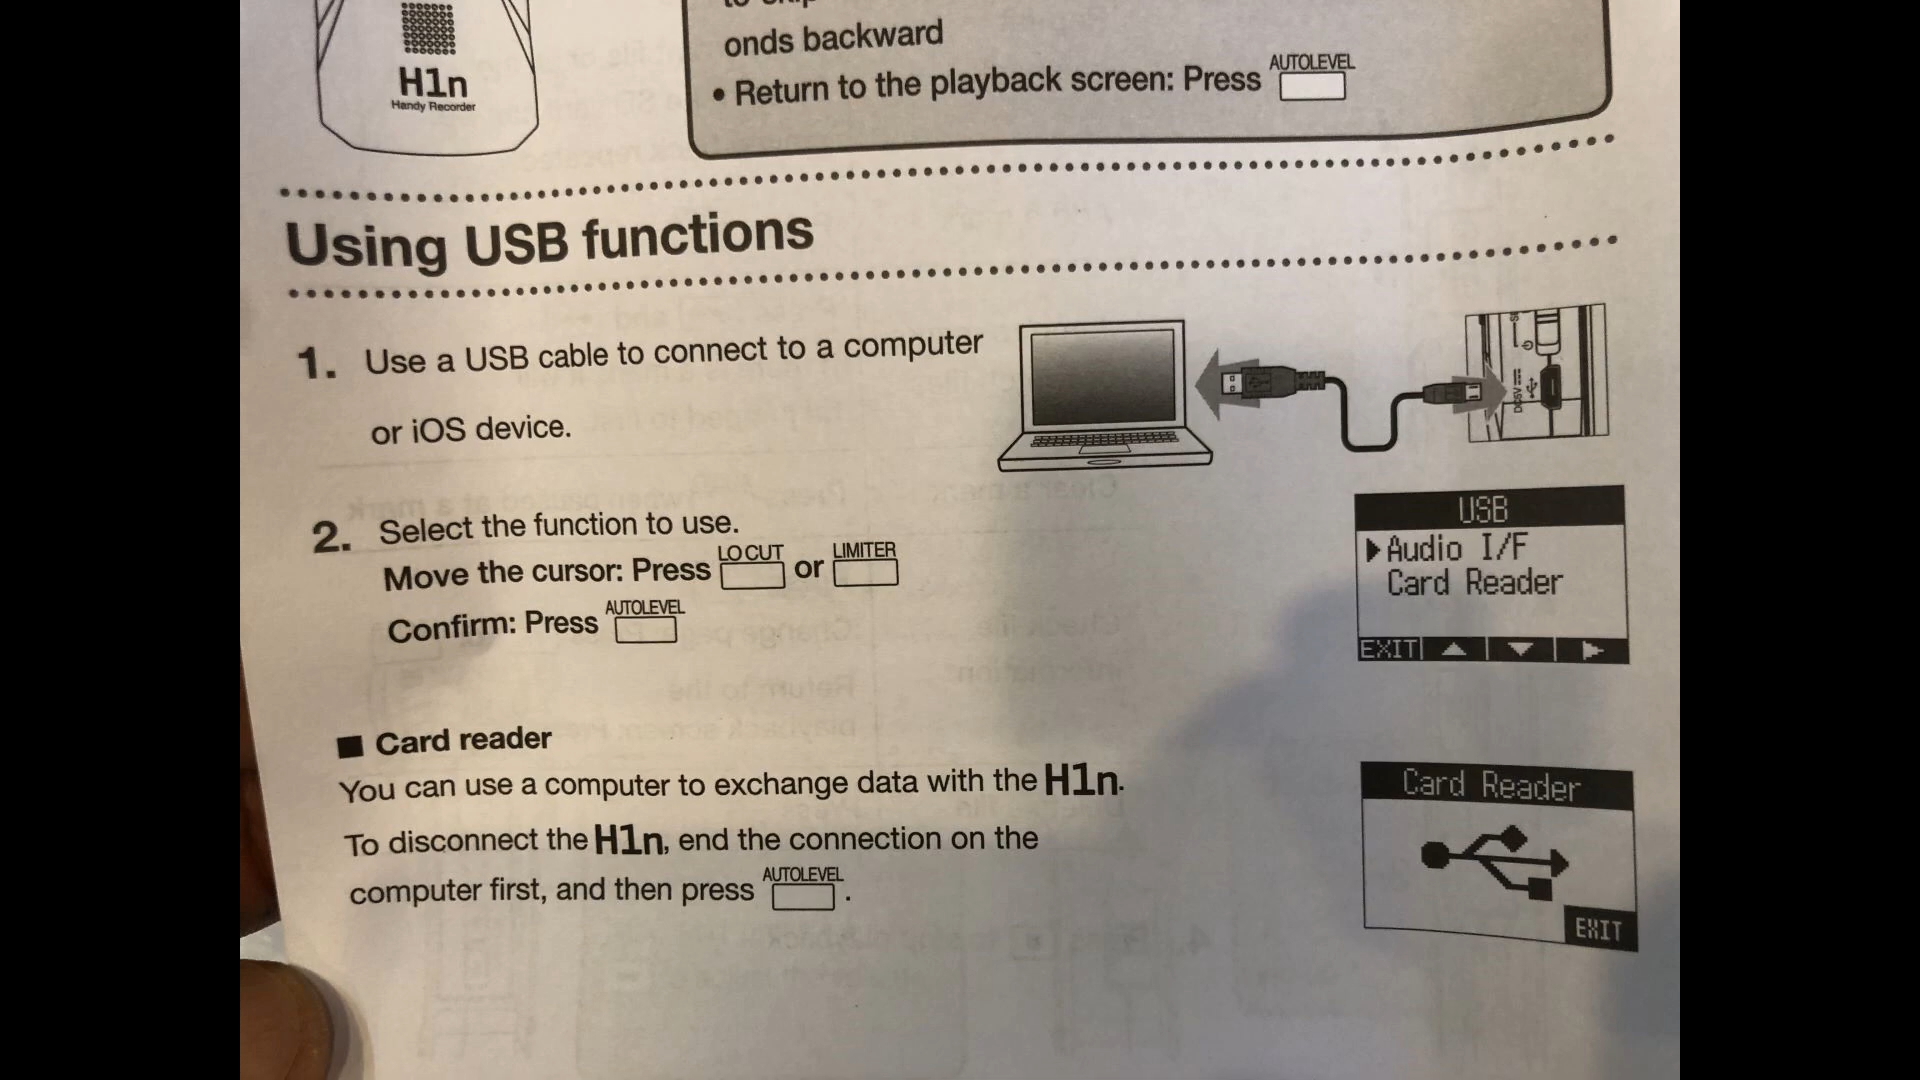 H1n
Handy Recorder
onds backward
• Return to the playback screen: Press AUTOLEVEL
Using USB functions
1. Use a USB cable to connect to a computer
or iOS device.
DC5V
2. Select the function to use.
Move the cursor: Press LO CUT or LIMITER
Confirm: Press AUTOLEVEL
USB
Audio I/F
Card Reader
EXIT
■ Card reader
You can use a computer to exchange data with the H1n.
To disconnect the H1n, end the connection on the
computer first, and then press AUTOLEVEL.
Card Reader
EXIT